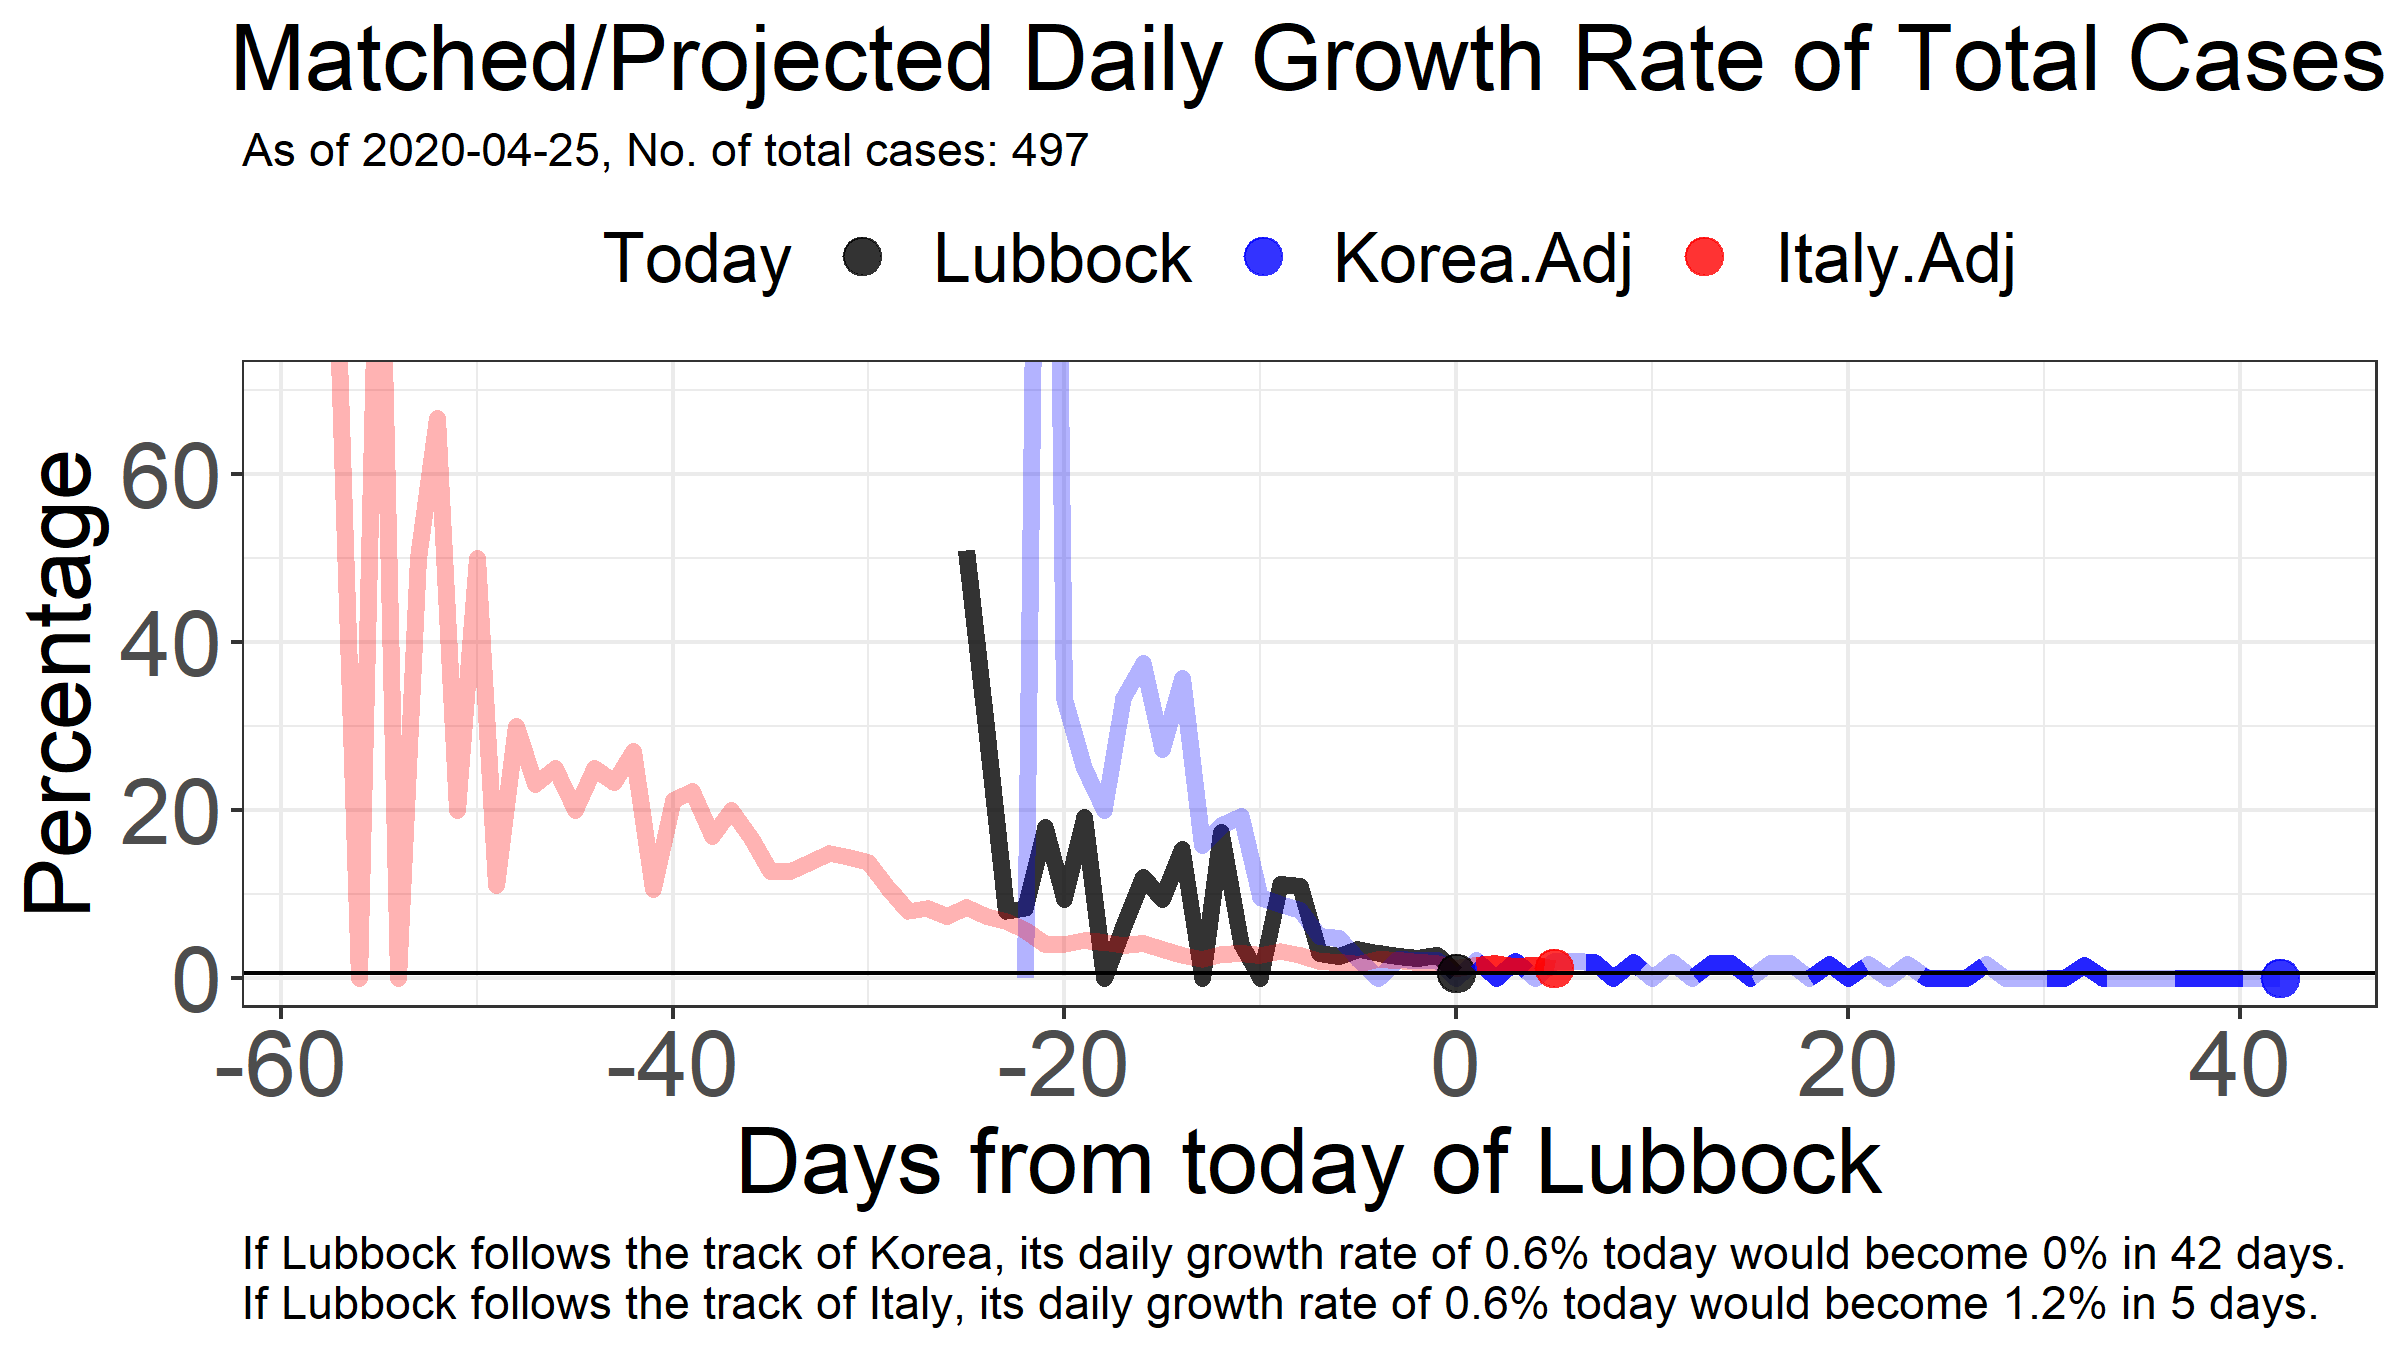 Matched/Projected Daily Growth Rate of Total Cases
As of 2020-04-25, No. of total cases: 497
Today Lubbock Korea.Adj Italy.Adj
Percentage
60
40
20
0
-60 -40 -20 0 20 40
Days from today of Lubbock
If Lubbock follows the track of Korea, its daily growth rate of 0.6% today would become 0% in 42 days.
If Lubbock follows the track of Italy, its daily growth rate of 0.6% today would become 1.2% in 5 days.